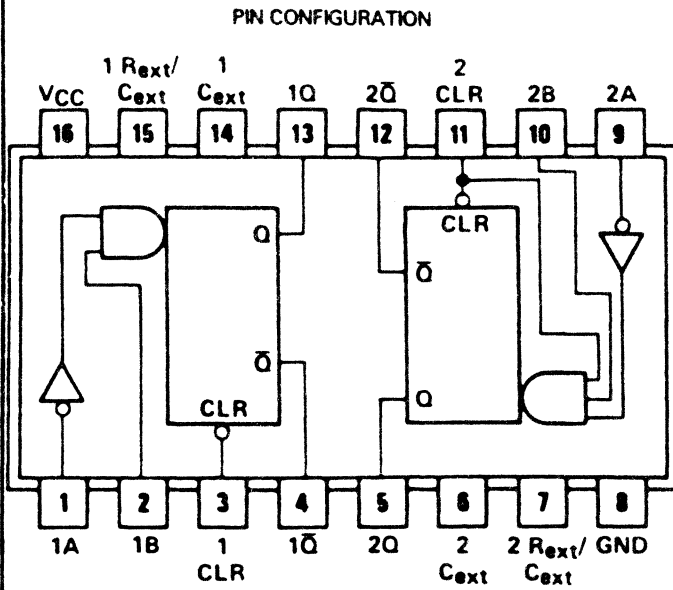 PIN CONFIGURATION
VCC
1 Rext/
Cext
1
Cext
1Q
2Q̅
2
CLR
2B
2A
16
15
14
13
12
11
10
9
Q
Q̅
CLR
CLR
Q̅
Q
1
2
3
4
5
6
7
8
1A
1B
1
CLR
1Q̅
2Q
2
Cext
2 Rext/
Cext
GND